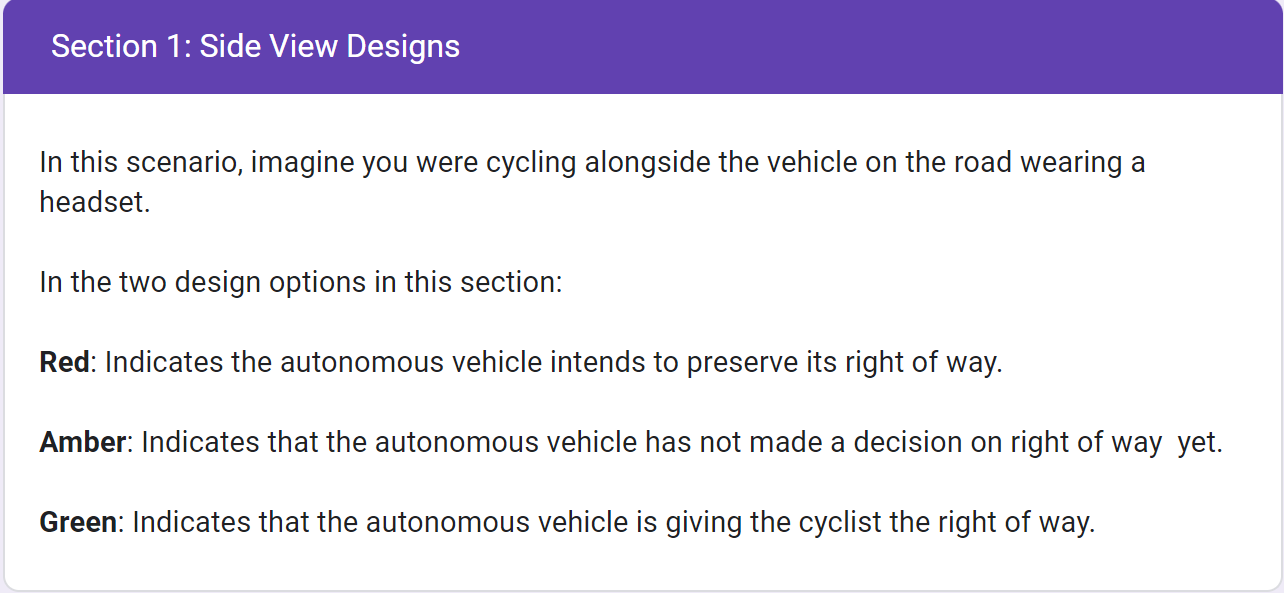 Section 1: Side View Designs
In this scenario, imagine you were cycling alongside the vehicle on the road wearing a
headset.
In the two design options in this section:
Red: Indicates the autonomous vehicle intends to preserve its right of way.
Amber: Indicates that the autonomous vehicle has not made a decision on right of way  yet.
Green: Indicates that the autonomous vehicle is giving the cyclist the right of way.